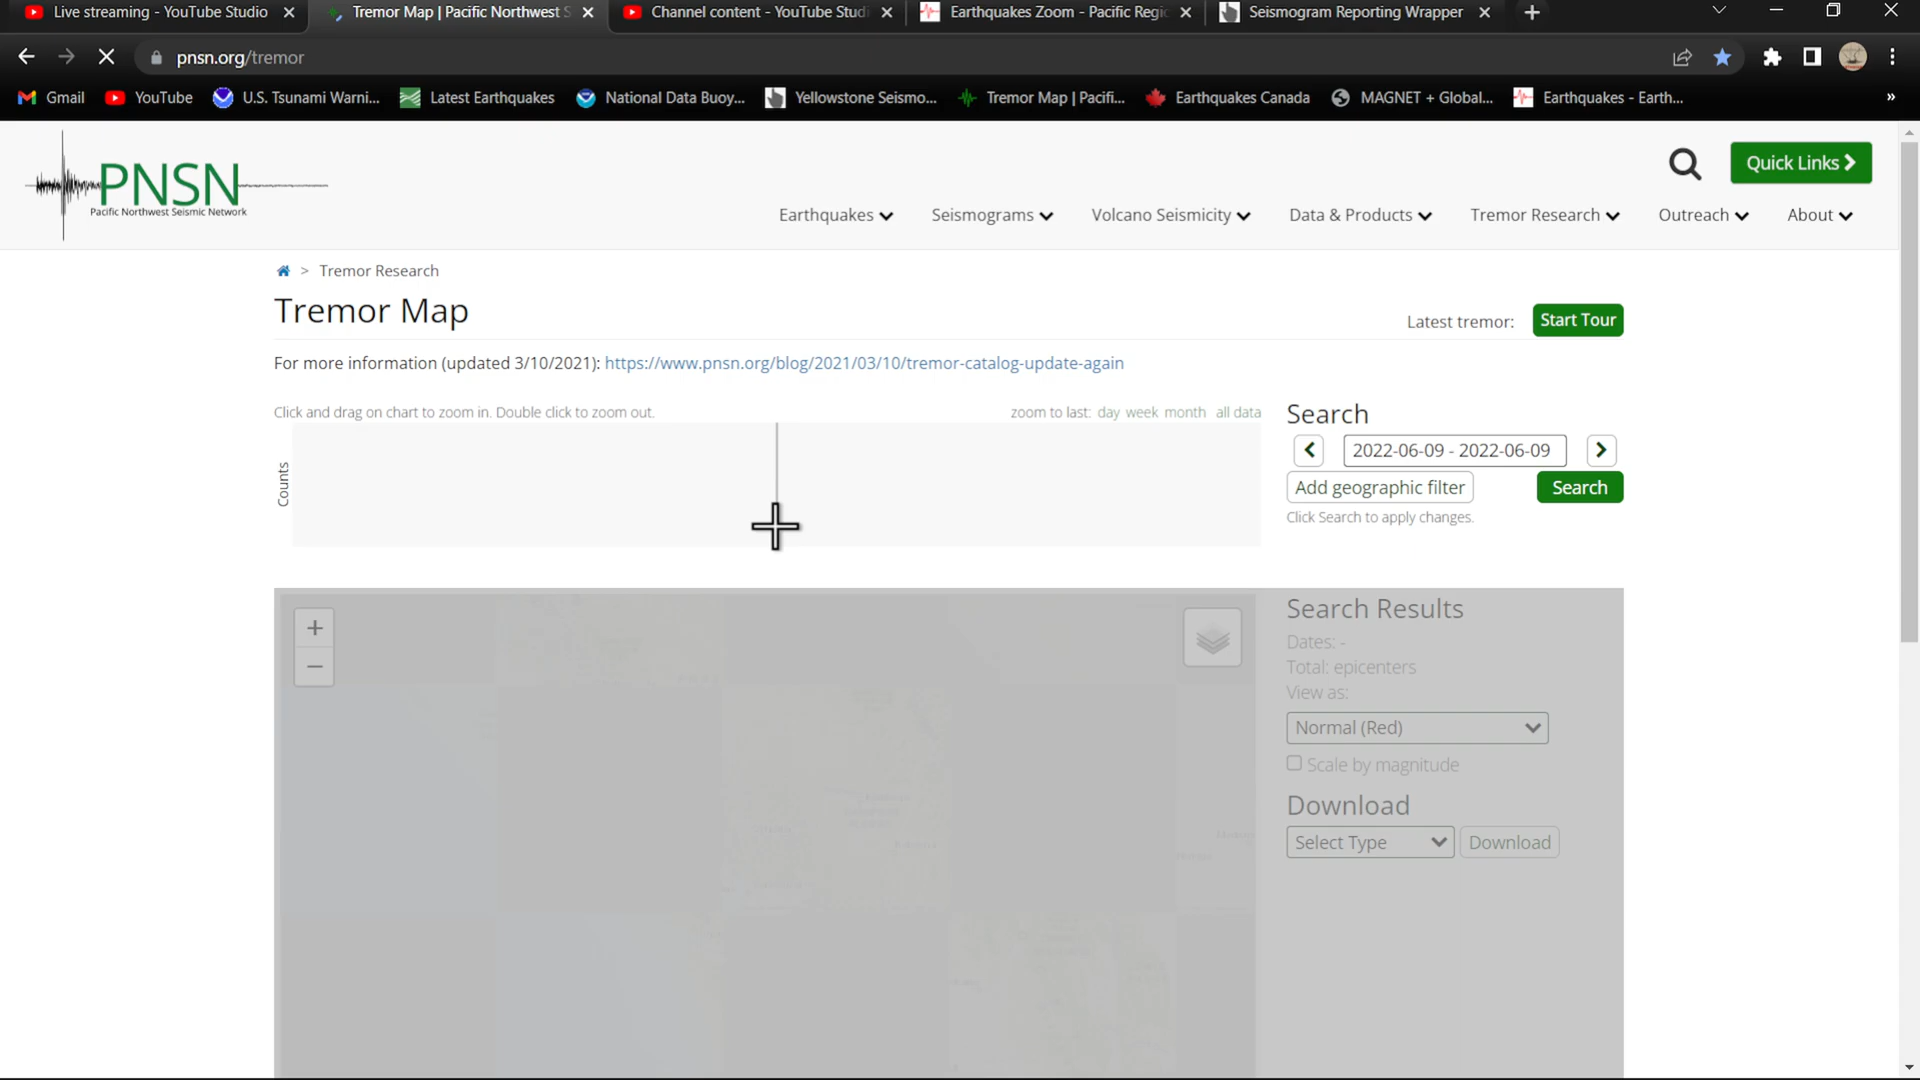 Live streaming - YouTube Studio
Tremor Map | Pacific Northwest S
Channel content - YouTube Studi
Earthquakes Zoom - Pacific Regio
Seismogram Reporting Wrapper
pnsn.org/tremor
Gmail
YouTube
U.S. Tsunami Warni...
Latest Earthquakes
National Data Buoy...
Yellowstone Seismo...
Tremor Map | Pacifi...
Earthquakes Canada
MAGNET + Global...
Earthquakes - Earth...
»
PNSN
Pacific Northwest Seismic Network
Quick Links
Earthquakes
Seismograms
Volcano Seismicity
Data & Products
Tremor Research
Outreach
About
> Tremor Research
Tremor Map
Latest tremor:
Start Tour
For more information (updated 3/10/2021): https://www.pnsn.org/blog/2021/03/10/tremor-catalog-update-again
Click and drag on chart to zoom in. Double click to zoom out.
zoom to last: day week month all data
Counts
Search
2022-06-09 - 2022-06-09
Add geographic filter
Search
Click Search to apply changes.
+
−
Search Results
Dates: -
Total: epicenters
View as:
Normal (Red)
Scale by magnitude
Download
Select Type
Download